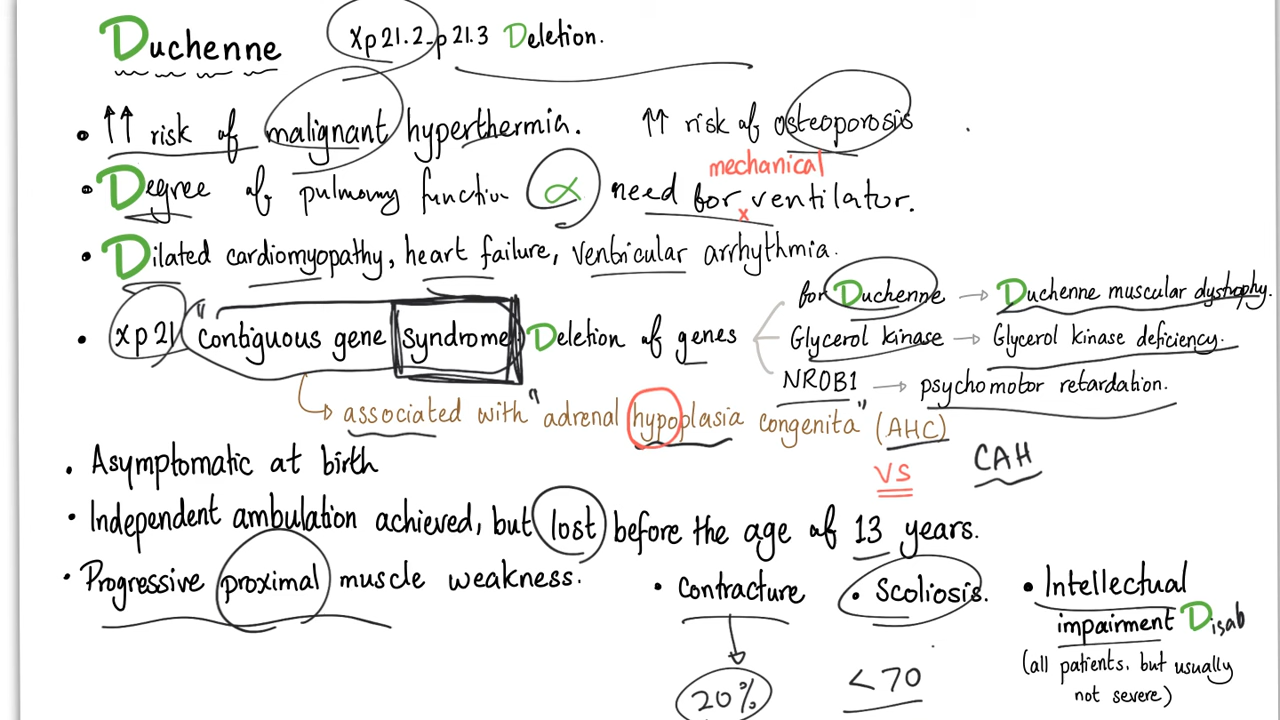 Duchenne Xp21.2-p21.3 Deletion.
• ↑↑ risk of malignant hyperthermia. ↑↑ risk of osteoporosis
• Degree of pulmonary function α need for mechanical ventilator.
• Dilated cardiomyopathy, heart failure, ventricular arrhythmia.
• Xp21 "Contiguous gene Syndrome" Deletion of genes
for Duchenne → Duchenne muscular dystrophy.
Glycerol kinase → Glycerol kinase deficiency.
NROB1 → psychomotor retardation.
↳ associated with "adrenal hypoplasia congenita" (AHC)
VS CAH
• Asymptomatic at birth
• Independent ambulation achieved, but lost before the age of 13 years.
• Progressive proximal muscle weakness.
• Contracture
20%
• Scoliosis.
<70
• Intellectual
impairment Disab
(all patients. but usually
not severe)